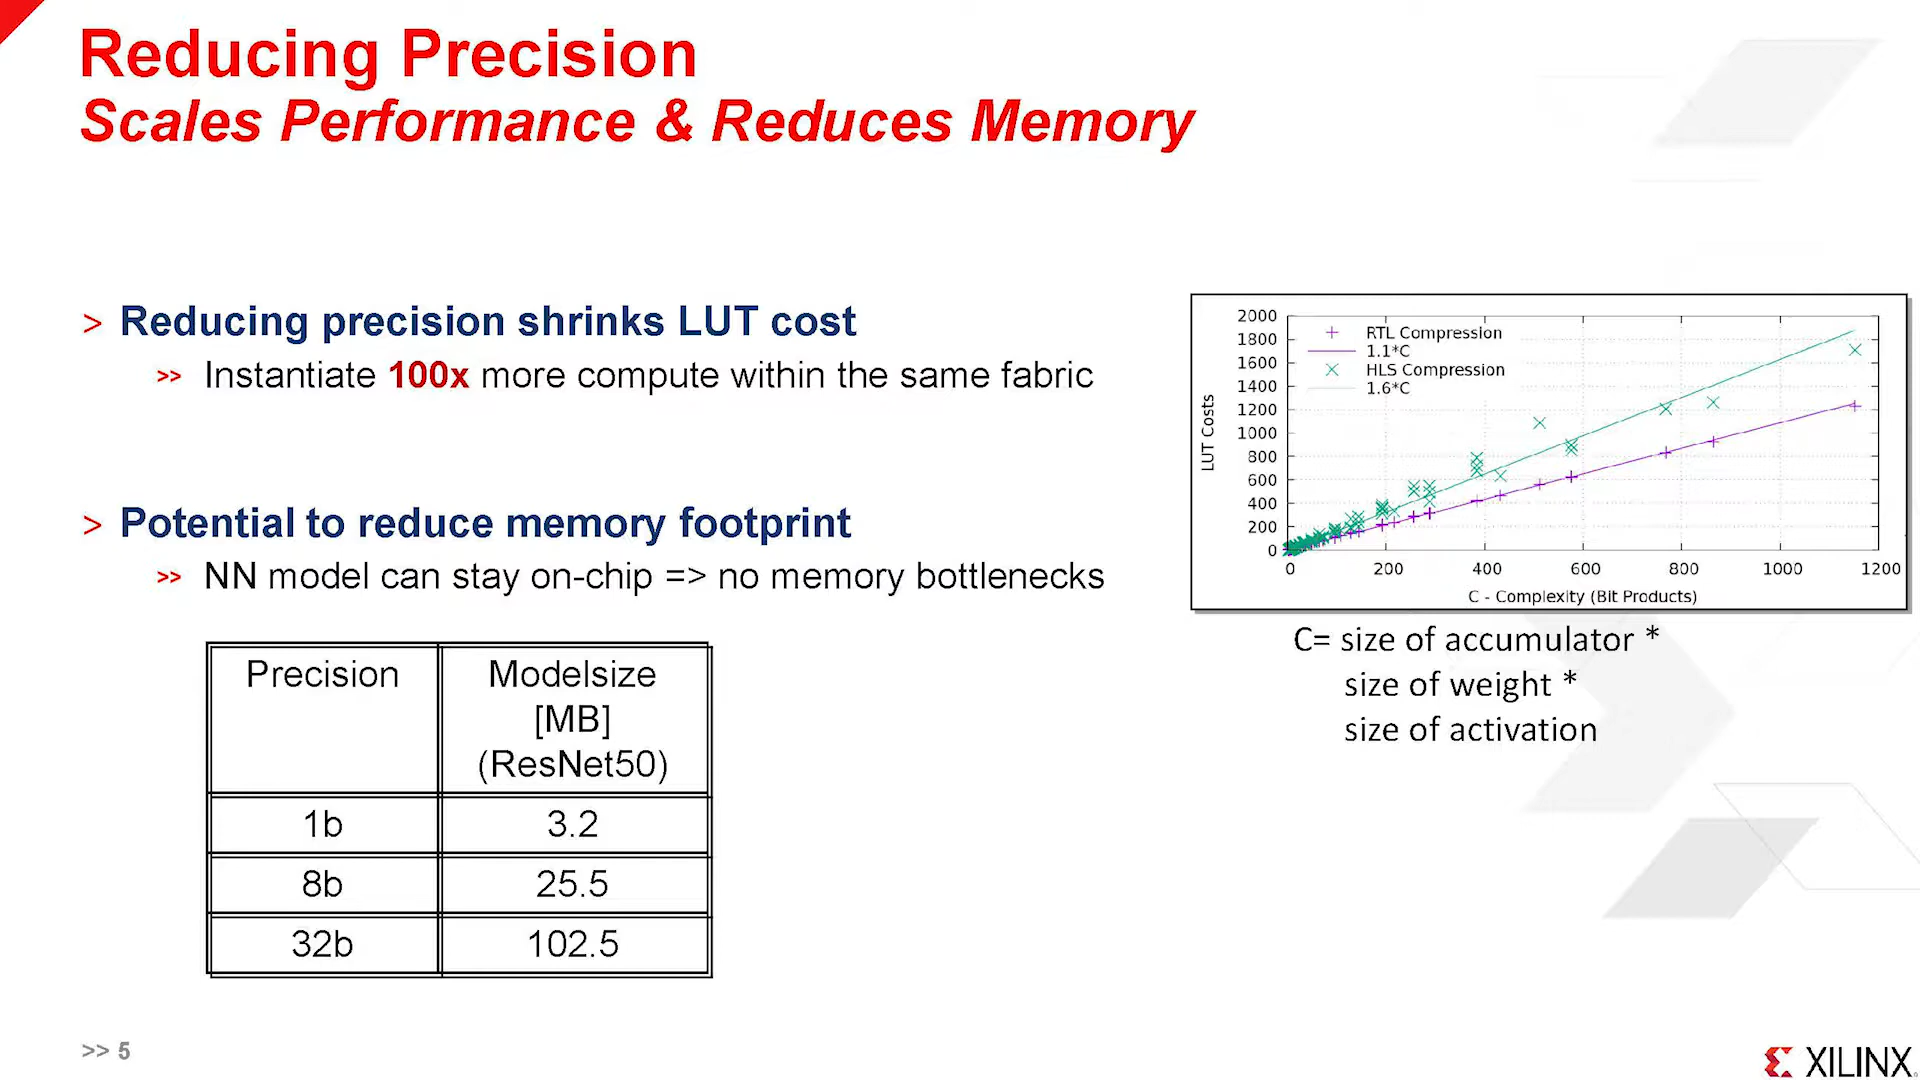 Reducing Precision
Scales Performance & Reduces Memory
> Reducing precision shrinks LUT cost
>> Instantiate 100x more compute within the same fabric
> Potential to reduce memory footprint
>> NN model can stay on-chip => no memory bottlenecks
Precision
Modelsize
[MB]
(ResNet50)
1b 3.2
8b 25.5
32b 102.5
LUT Costs
2000
1800
1600
1400
1200
1000
800
600
400
200
0
RTL Compression
1.1*C
HLS Compression
1.6*C
0 200 400 600 800 1000 1200
C - Complexity (Bit Products)
C= size of accumulator *
size of weight *
size of activation
>> 5
XILINX.